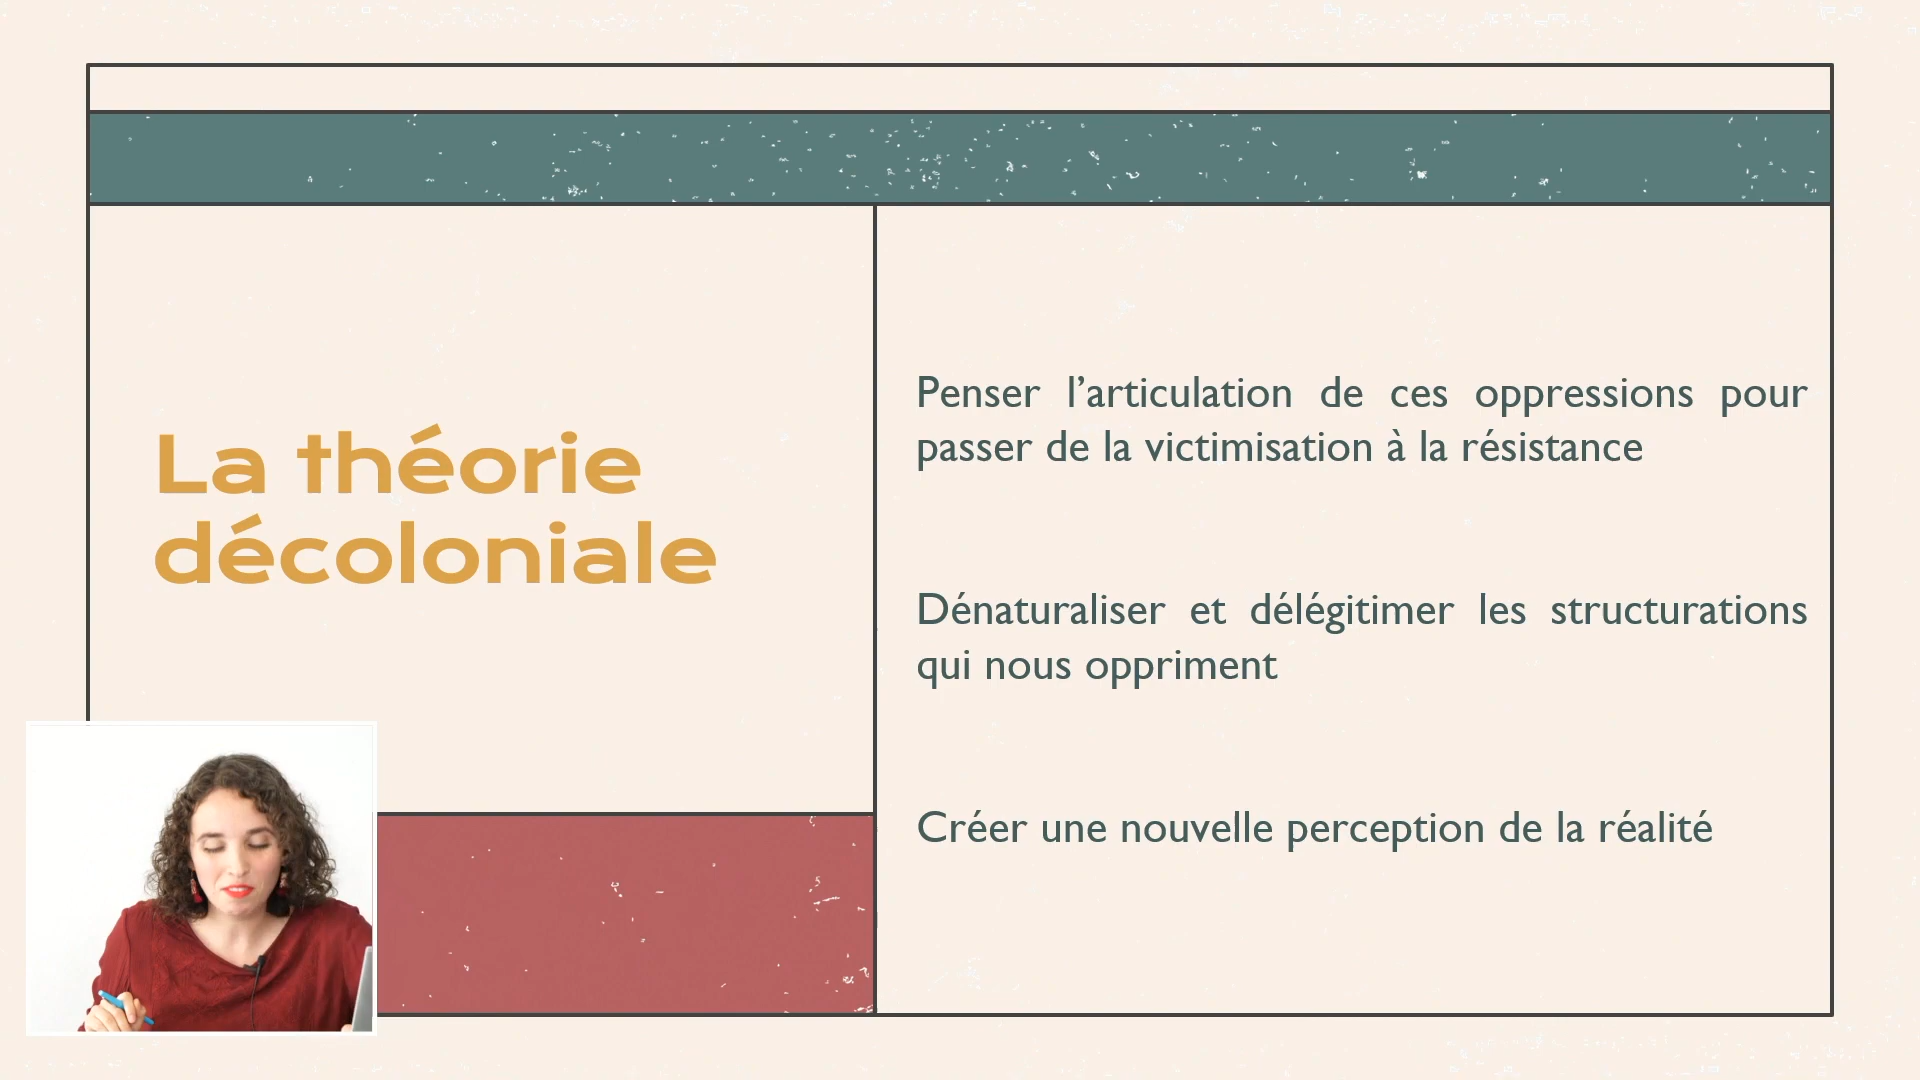 La théorie
décoloniale
Penser l’articulation de ces oppressions pour
passer de la victimisation à la résistance
Dénaturaliser et délégitimer les structurations
qui nous oppriment
Créer une nouvelle perception de la réalité